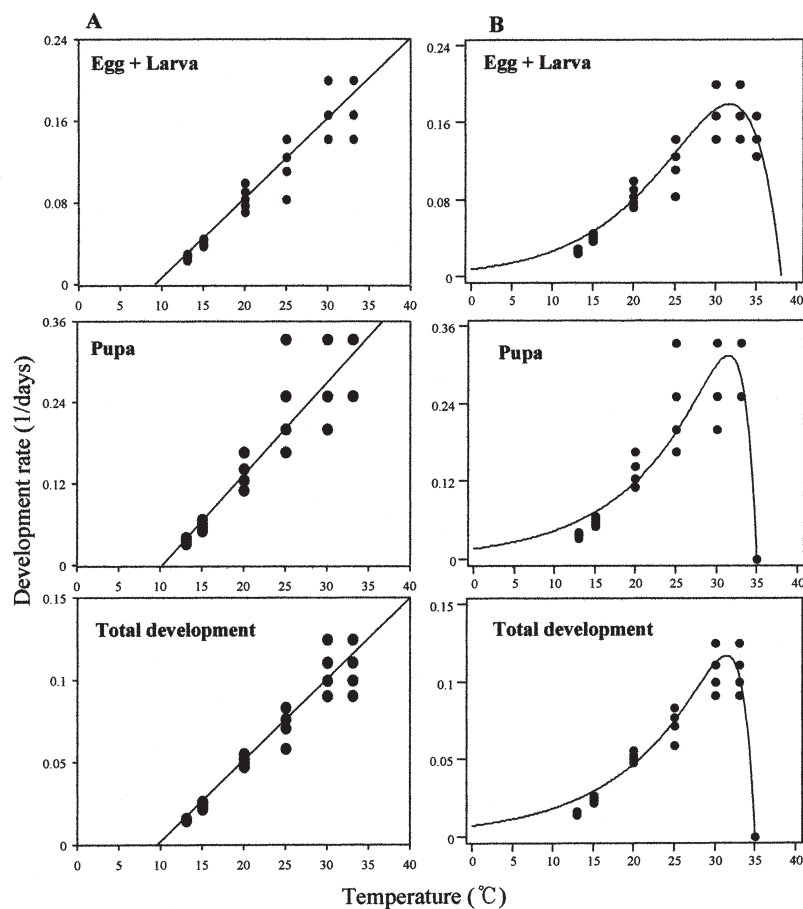 A
B
Development rate (1/days)
Egg + Larva
0.24
0.16
0.08
0
0 5 10 15 20 25 30 35 40
Egg + Larva
0.24
0.16
0.08
0
0 5 10 15 20 25 30 35 40
Pupa
0.36
0.24
0.12
0
0 5 10 15 20 25 30 35 40
Pupa
0.36
0.24
0.12
0
0 5 10 15 20 25 30 35 40
Total development
0.15
0.1
0.05
0
0 5 10 15 20 25 30 35 40
Total development
0.15
0.1
0.05
0
0 5 10 15 20 25 30 35 40
Temperature (℃)